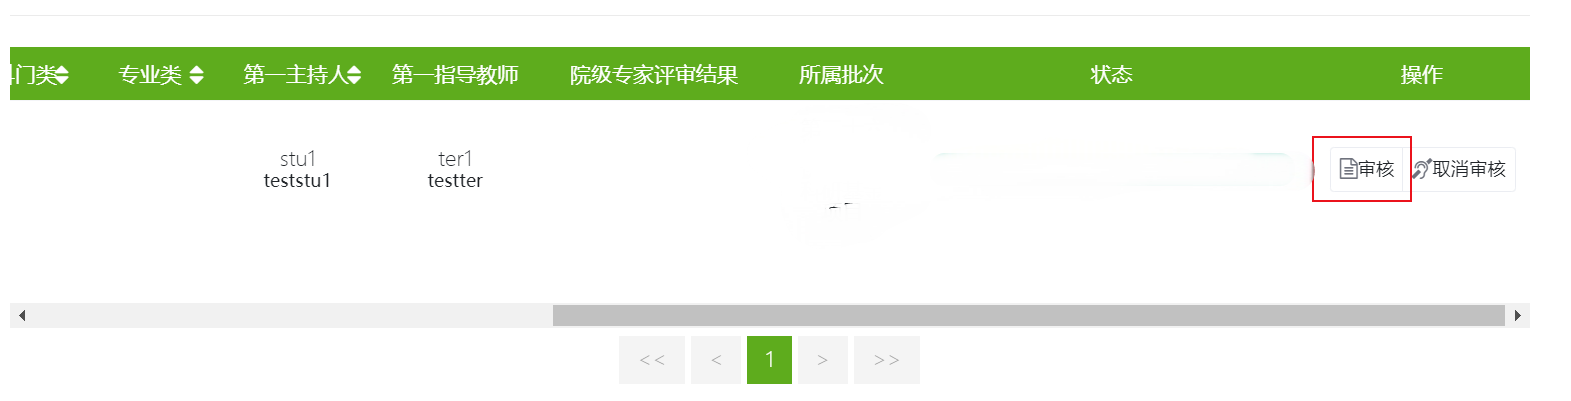 门类 专业类 第一主持人 第一指导教师 院级专家评审结果 所属批次 状态 操作
stu1 ter1
teststu1 testter 审核 取消审核
<< < 1 > >>